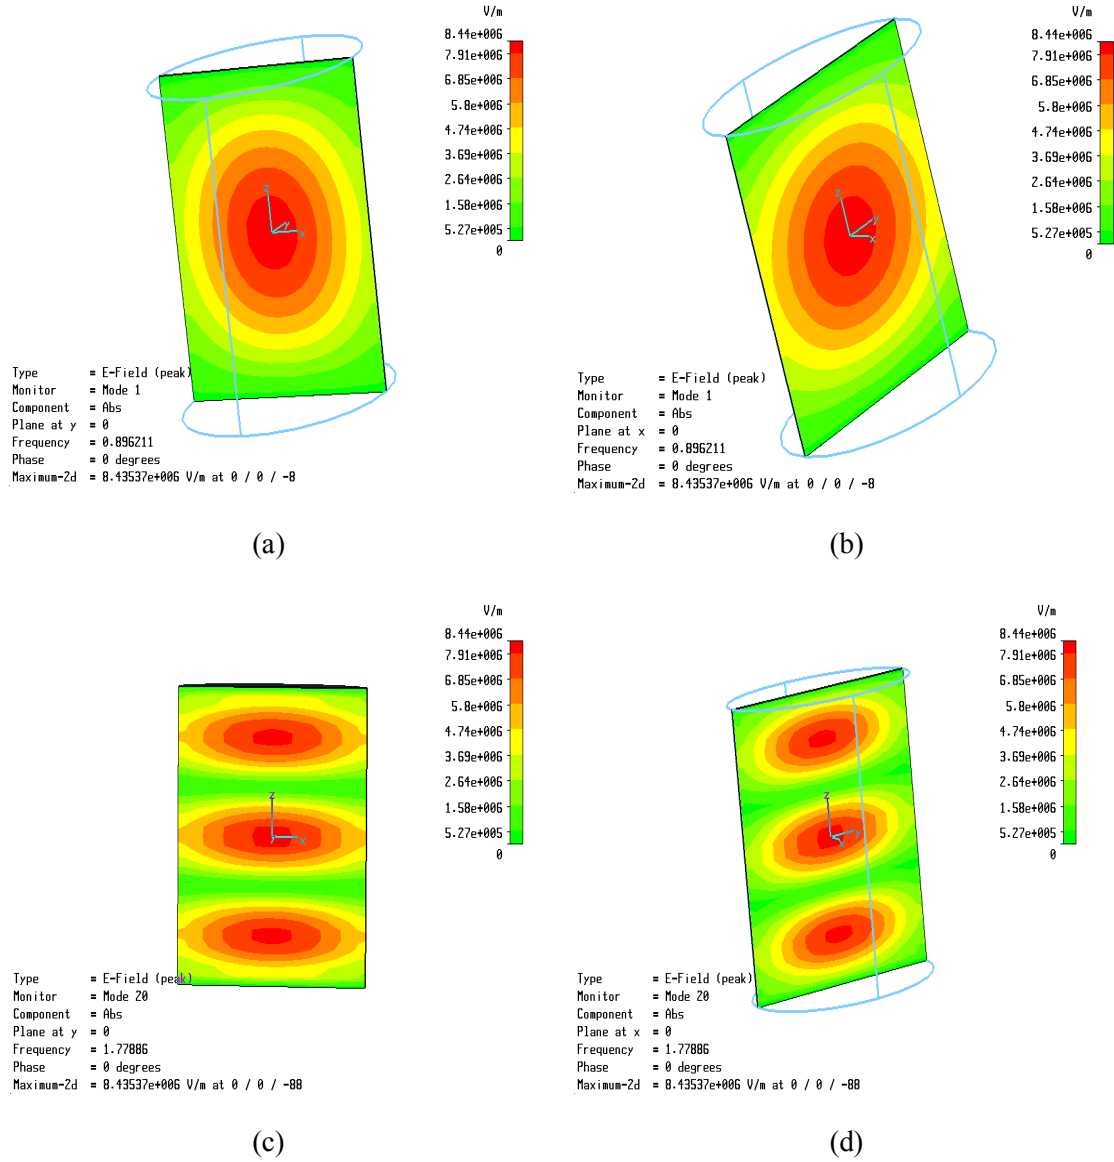 V/m
8.44e+006
7.91e+006
6.85e+006
5.8e+006
4.74e+006
3.69e+006
2.64e+006
1.58e+006
5.27e+005
0
z
y
x
Type = E-Field (peak)
Monitor = Mode 1
Component = Abs
Plane at y = 0
Frequency = 0.896211
Phase = 0 degrees
Maximum-2d = 8.43537e+006 V/m at 0 / 0 / -8
(a)
V/m
8.44e+006
7.91e+006
6.85e+006
5.8e+006
4.74e+006
3.69e+006
2.64e+006
1.58e+006
5.27e+005
0
z
y
x
Type = E-Field (peak)
Monitor = Mode 1
Component = Abs
Plane at x = 0
Frequency = 0.896211
Phase = 0 degrees
Maximum-2d = 8.43537e+006 V/m at 0 / 0 / -8
(b)
V/m
8.44e+006
7.91e+006
6.85e+006
5.8e+006
4.74e+006
3.69e+006
2.64e+006
1.58e+006
5.27e+005
0
z
y
x
Type = E-Field (peak)
Monitor = Mode 20
Component = Abs
Plane at y = 0
Frequency = 1.77886
Phase = 0 degrees
Maximum-2d = 8.43537e+006 V/m at 0 / 0 / -88
(c)
V/m
8.44e+006
7.91e+006
6.85e+006
5.8e+006
4.74e+006
3.69e+006
2.64e+006
1.58e+006
5.27e+005
0
z
y
x
Type = E-Field (peak)
Monitor = Mode 20
Component = Abs
Plane at x = 0
Frequency = 1.77886
Phase = 0 degrees
Maximum-2d = 8.43537e+006 V/m at 0 / 0 / -88
(d)